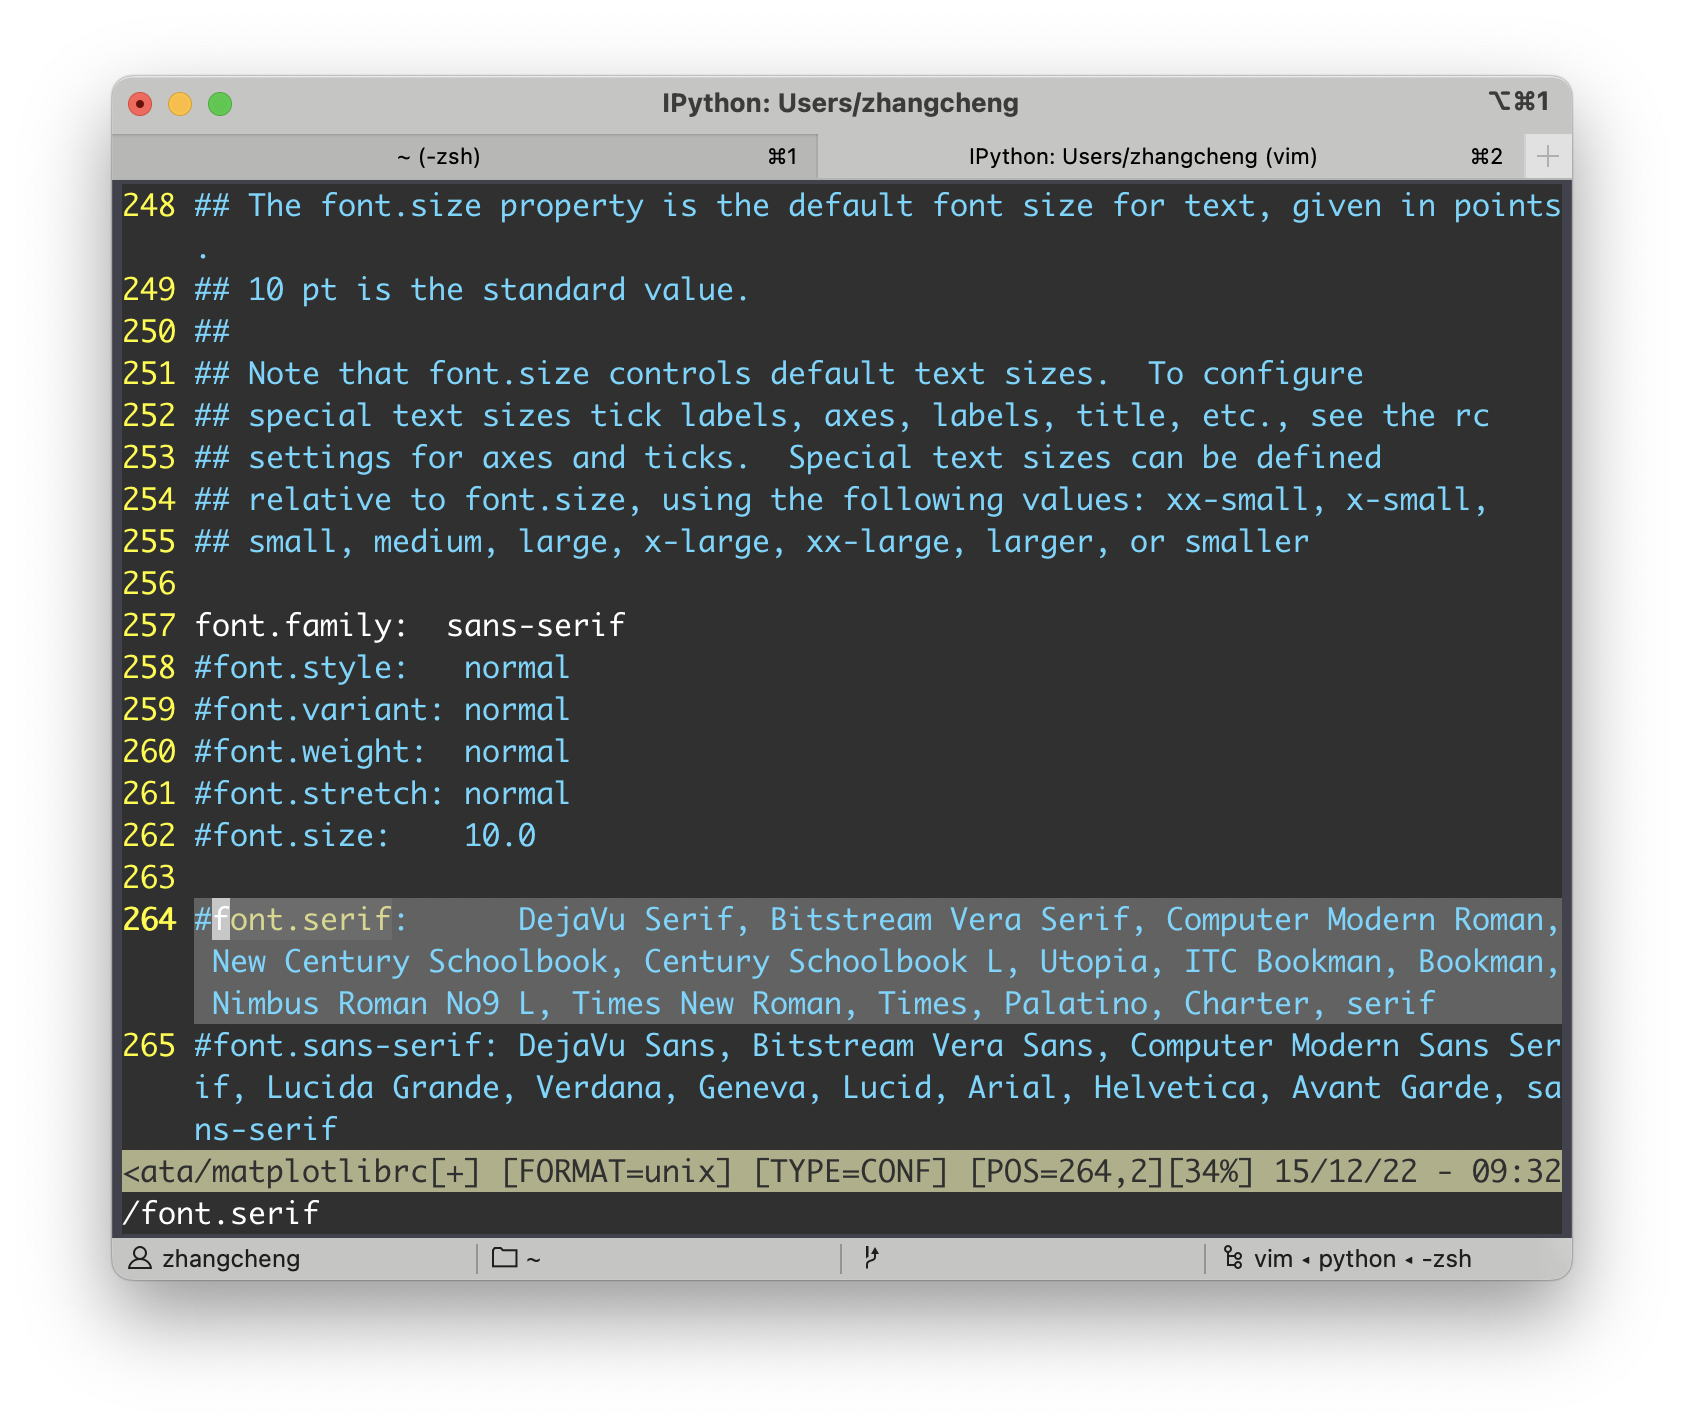 IPython: Users/zhangcheng
⌥⌘1
~ (-zsh) ⌘1
IPython: Users/zhangcheng (vim) ⌘2
248 ## The font.size property is the default font size for text, given in points
.
249 ## 10 pt is the standard value.
250 ##
251 ## Note that font.size controls default text sizes.  To configure
252 ## special text sizes tick labels, axes, labels, title, etc., see the rc
253 ## settings for axes and ticks.  Special text sizes can be defined
254 ## relative to font.size, using the following values: xx-small, x-small,
255 ## small, medium, large, x-large, xx-large, larger, or smaller
256
257 font.family:  sans-serif
258 #font.style:   normal
259 #font.variant: normal
260 #font.weight:  normal
261 #font.stretch: normal
262 #font.size:    10.0
263
264 #font.serif:      DejaVu Serif, Bitstream Vera Serif, Computer Modern Roman,
New Century Schoolbook, Century Schoolbook L, Utopia, ITC Bookman, Bookman,
Nimbus Roman No9 L, Times New Roman, Times, Palatino, Charter, serif
265 #font.sans-serif: DejaVu Sans, Bitstream Vera Sans, Computer Modern Sans Ser
if, Lucida Grande, Verdana, Geneva, Lucid, Arial, Helvetica, Avant Garde, sa
ns-serif
<ata/matplotlibrc[+] [FORMAT=unix] [TYPE=CONF] [POS=264,2][34%] 15/12/22 - 09:32
/font.serif
zhangcheng
~
vim ◂ python ◂ -zsh